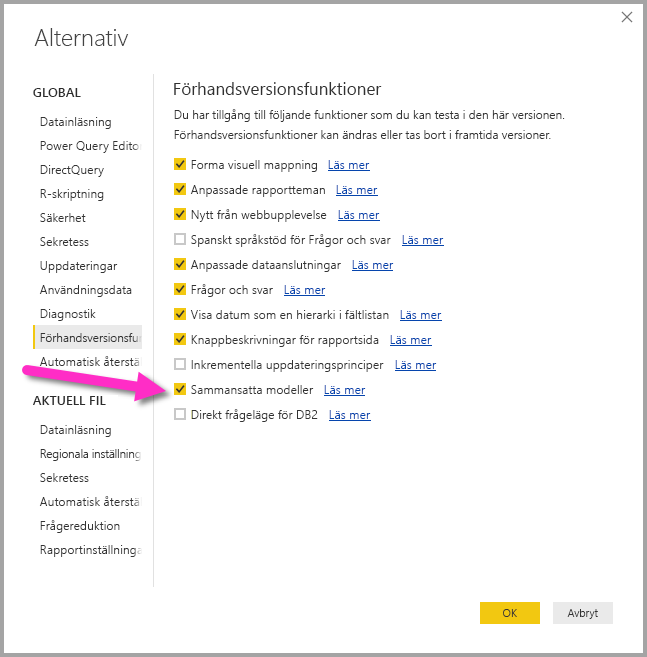 Alternativ
GLOBAL
Datainläsning
Power Query Edito
DirectQuery
R-skriptning
Säkerhet
Sekretess
Uppdateringar
Användningsdata
Diagnostik
Förhandsversionsfu
Automatisk återstä
AKTUELL FIL
Datainläsning
Regionala inställning
Sekretess
Automatisk återstä
Frågereduktion
Rapportinställninga
Förhandsversionsfunktioner
Du har tillgång till följande funktioner som du kan testa i den här versionen.
Förhandsversionsfunktioner kan ändras eller tas bort i framtida versioner.
Forma visuell mappning Läs mer
Anpassade rapportteman Läs mer
Nytt från webbupplevelse Läs mer
Spanskt språkstöd för Frågor och svar Läs mer
Anpassade dataanslutningar Läs mer
Frågor och svar Läs mer
Visa datum som en hierarki i fältlistan Läs mer
Knappbeskrivningar för rapportsida Läs mer
Inkrementella uppdateringsprinciper Läs mer
Sammansatta modeller Läs mer
Direkt frågeläge för DB2 Läs mer
OK Avbryt